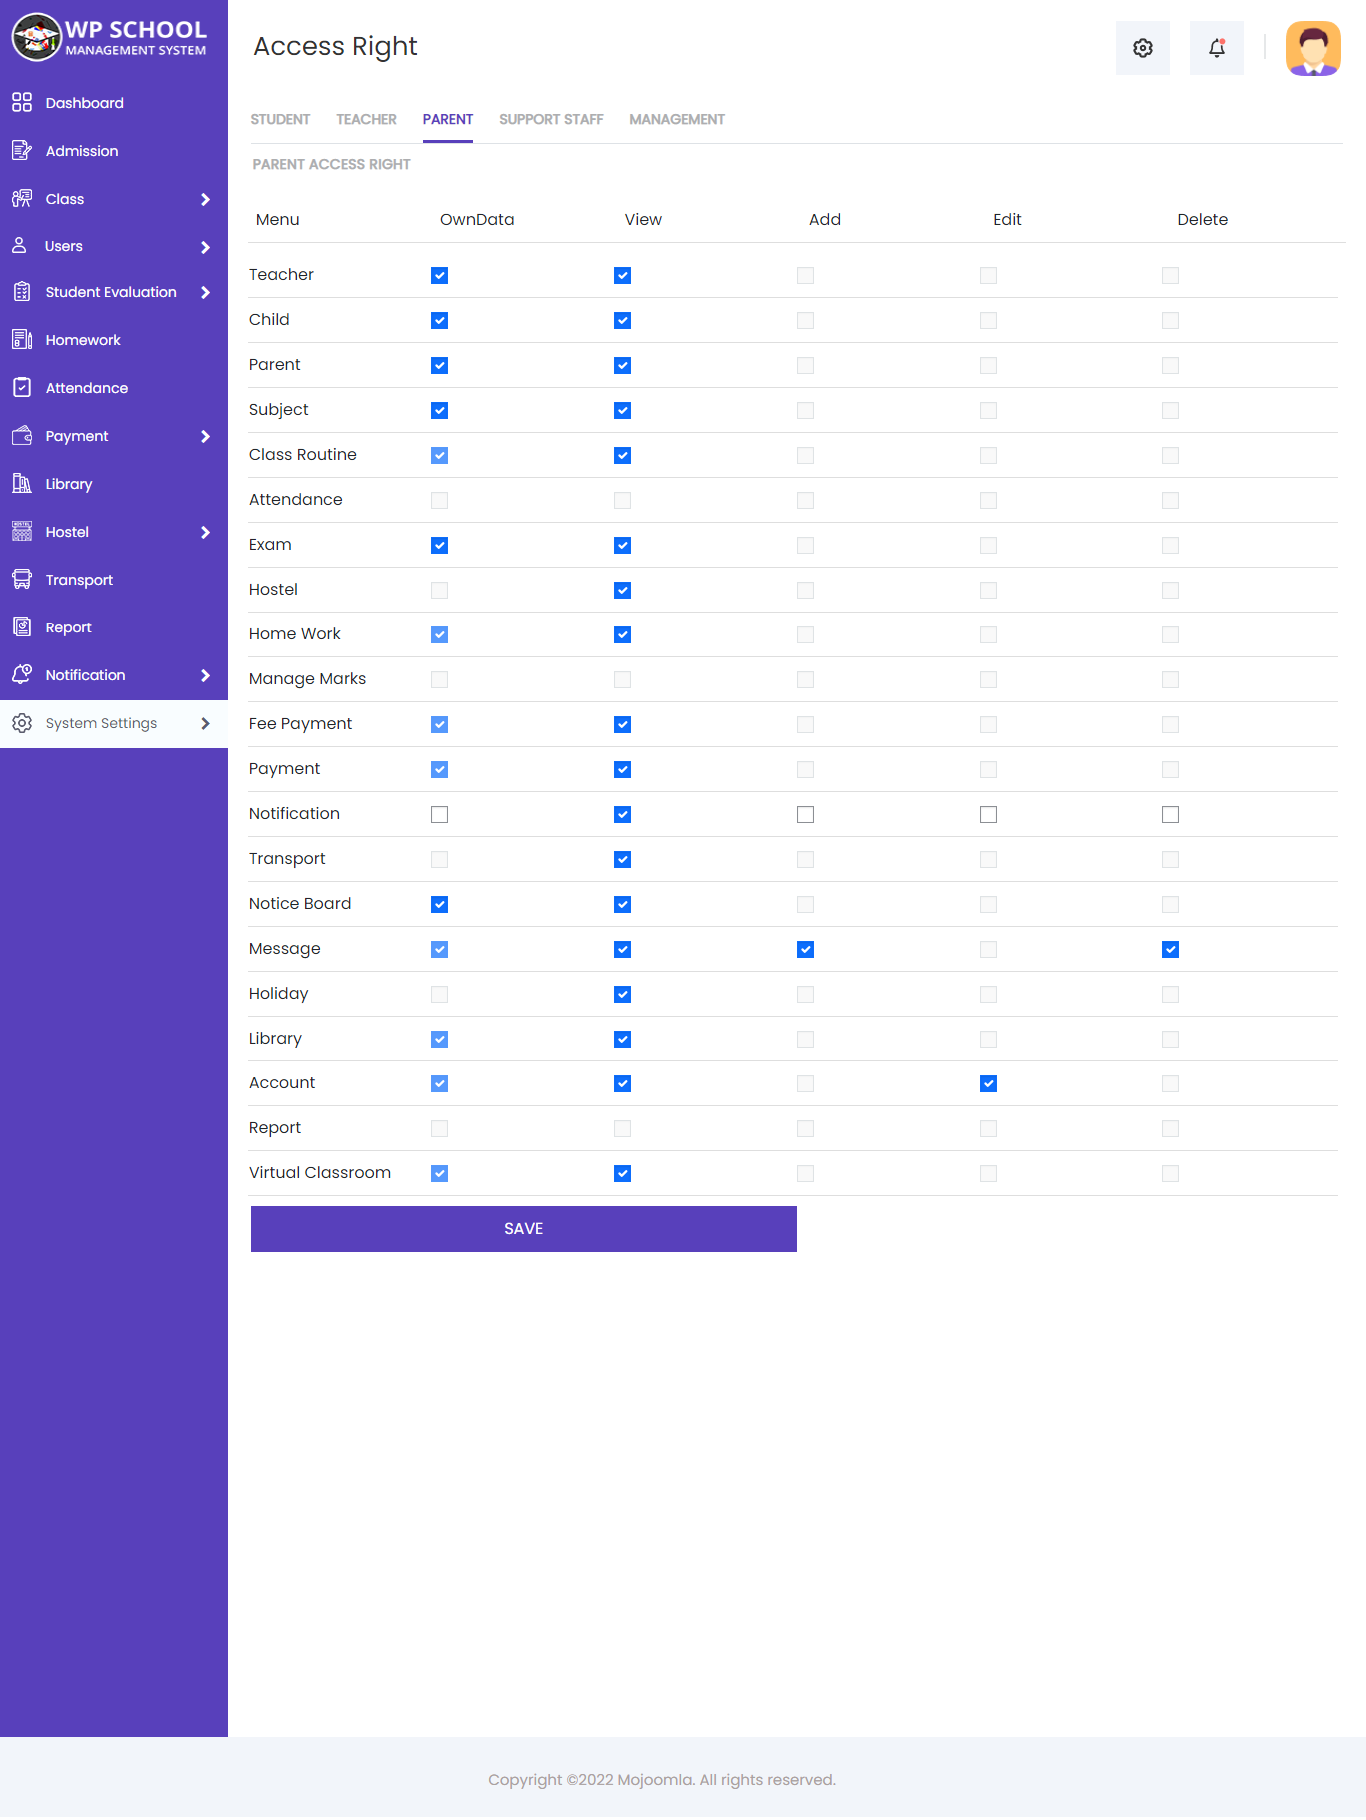 WP SCHOOL
MANAGEMENT SYSTEM
Dashboard
Admission
Class
Users
Student Evaluation
Homework
Attendance
Payment
Library
Hostel
Transport
Report
Notification
System Settings
Access Right
STUDENT TEACHER PARENT SUPPORT STAFF MANAGEMENT
PARENT ACCESS RIGHT
Menu OwnData View Add Edit Delete
Teacher
Child
Parent
Subject
Class Routine
Attendance
Exam
Hostel
Home Work
Manage Marks
Fee Payment
Payment
Notification
Transport
Notice Board
Message
Holiday
Library
Account
Report
Virtual Classroom
SAVE
Copyright ©2022 Mojoomla. All rights reserved.